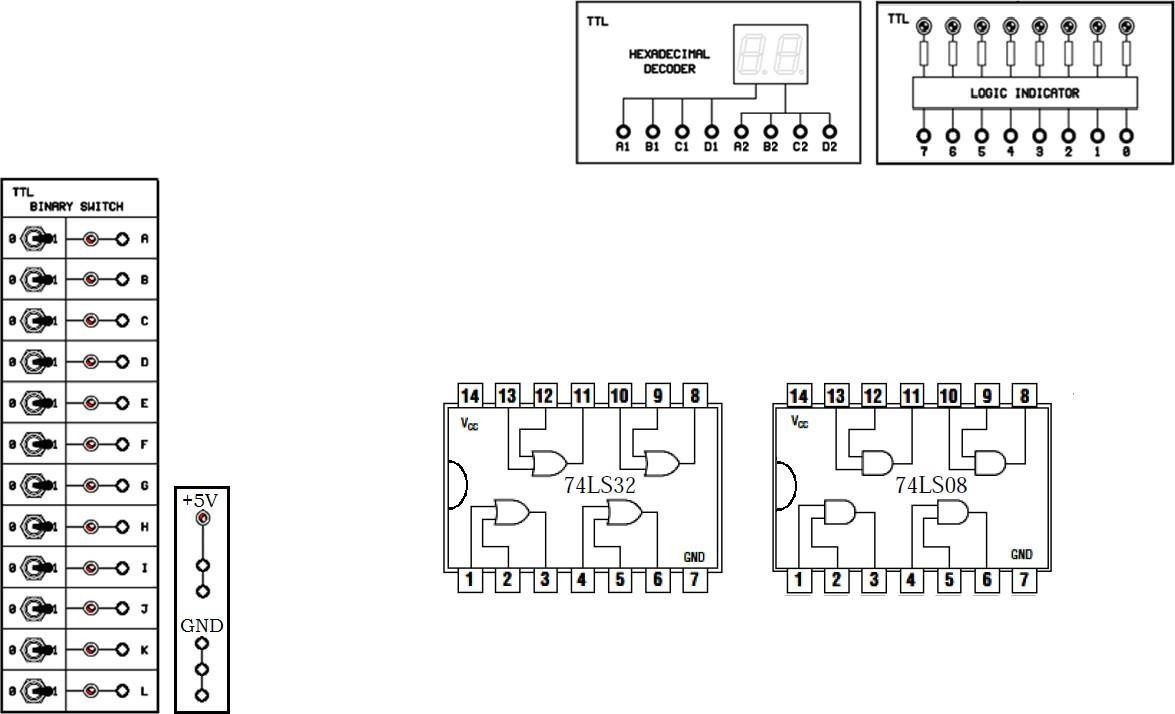 TTL
HEXADECIMAL
DECODER
A1 B1 C1 D1 A2 B2 C2 D2
TTL
LOGIC INDICATOR
7 6 5 4 3 2 1 0
TTL
BINARY SWITCH
0 1 A
0 1 B
0 1 C
0 1 D
0 1 E
0 1 F
0 1 G
0 1 H
0 1 I
0 1 J
0 1 K
0 1 L
+5V
GND
14 13 12 11 10 9 8
VCC
74LS32
GND
1 2 3 4 5 6 7
14 13 12 11 10 9 8
VCC
74LS08
GND
1 2 3 4 5 6 7